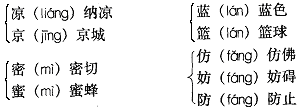 凉（liáng）纳凉
京（jīng）京城
密（mì）密切
蜜（mì）蜜蜂
蓝（lán）蓝色
篮（lán）篮球
仿（fǎng）仿佛
妨（fáng）妨碍
防（fáng）防止